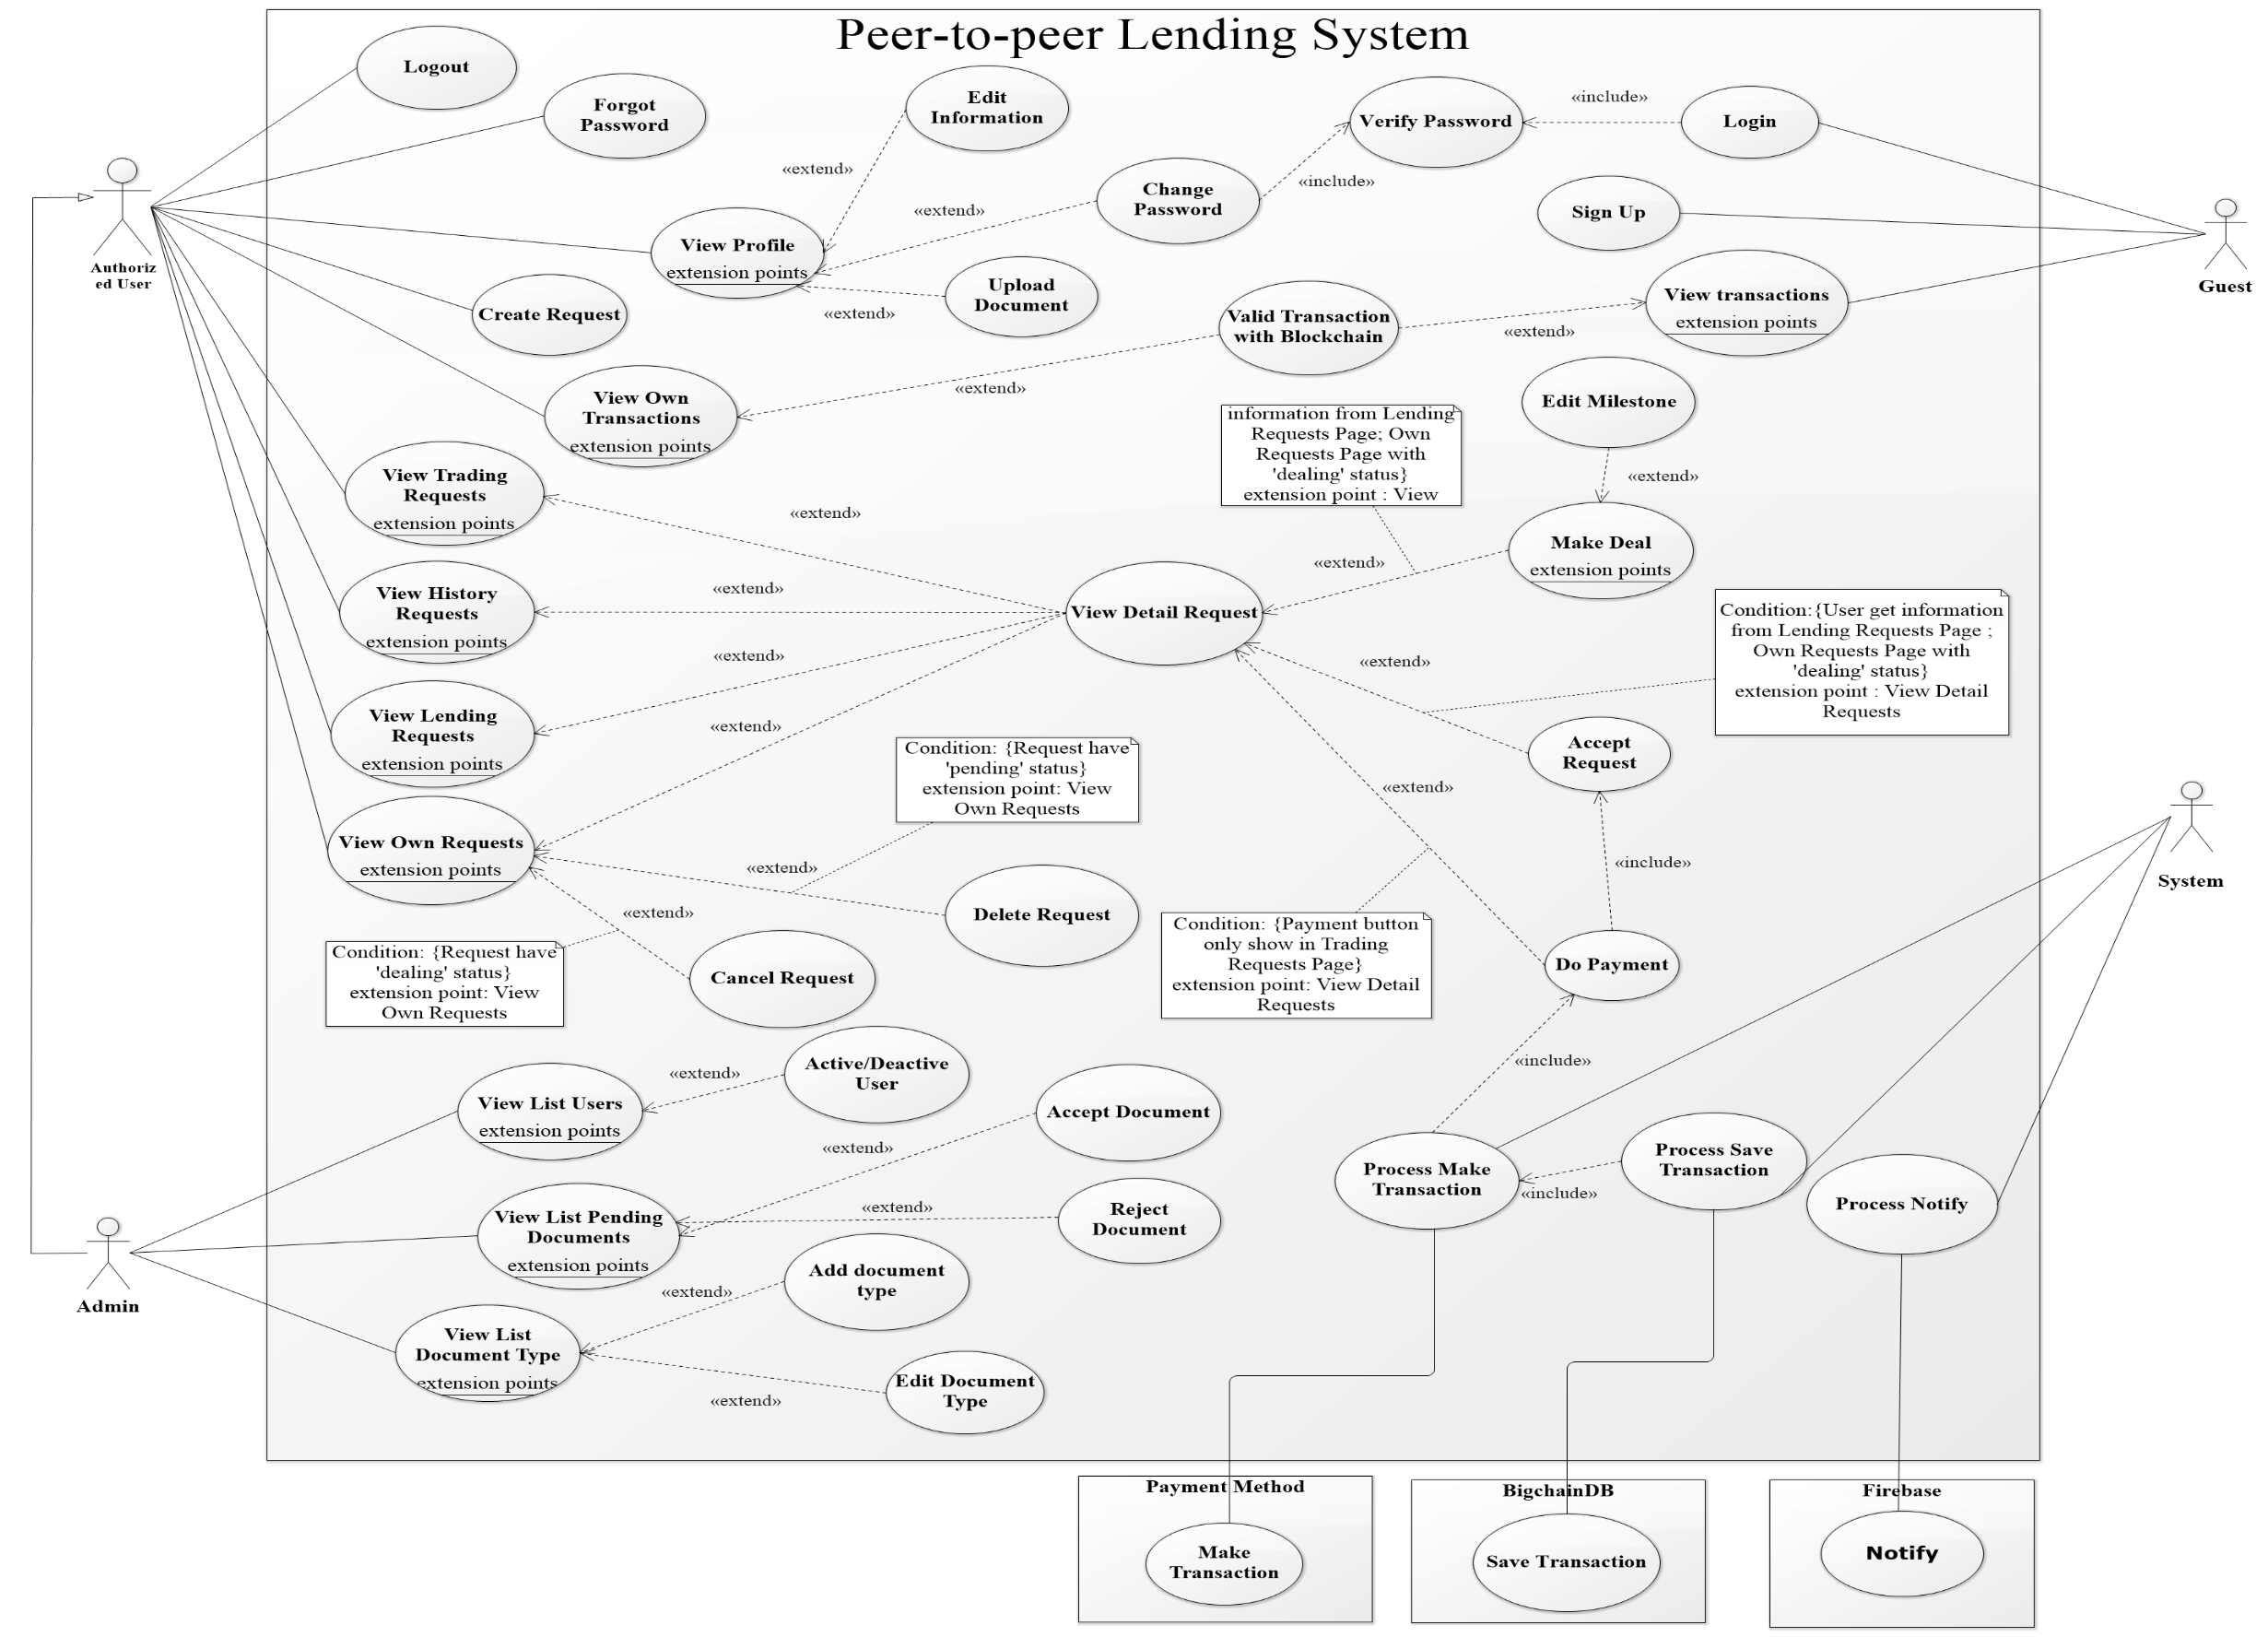 Peer-to-peer Lending System
Logout
Forgot
Password
Edit
Information
Verify Password
«include»
Login
«extend»
Change
Password
«include»
Sign Up
«extend»
Authoriz
ed User
View Profile
extension points
Guest
Upload
Document
«extend»
Create Request
Valid Transaction
with Blockchain
«extend»
View transactions
extension points
View Own
Transactions
extension points
«extend»
Edit Milestone
information from Lending
Requests Page; Own
Requests Page with
'dealing' status}
extension point : View
«extend»
View Trading
Requests
extension points
«extend»
Make Deal
extension points
«extend»
View History
Requests
extension points
«extend»
View Detail Request
Condition:{User get information
from Lending Requests Page ;
Own Requests Page with
'dealing' status}
extension point : View Detail
Requests
«extend»
«extend»
View Lending
Requests
extension points
«extend»
Accept
Request
Condition: {Request have
'pending' status}
extension point: View
Own Requests
«extend»
View Own Requests
extension points
«extend»
«include»
System
Delete Request
«extend»
Condition: {Request have
'dealing' status}
extension point: View
Own Requests
Cancel Request
Condition: {Payment button
only show in Trading
Requests Page}
extension point: View Detail
Requests
Do Payment
«include»
Active/Deactive
User
«extend»
View List Users
extension points
Accept Document
«extend»
Process Make
Transaction
Process Save
Transaction
«include»
Process Notify
View List Pending
Documents
extension points
«extend»
Reject
Document
Add document
type
«extend»
Admin
View List
Document Type
extension points
Edit Document
Type
«extend»
Payment Method
Make
Transaction
BigchainDB
Save Transaction
Firebase
Notify